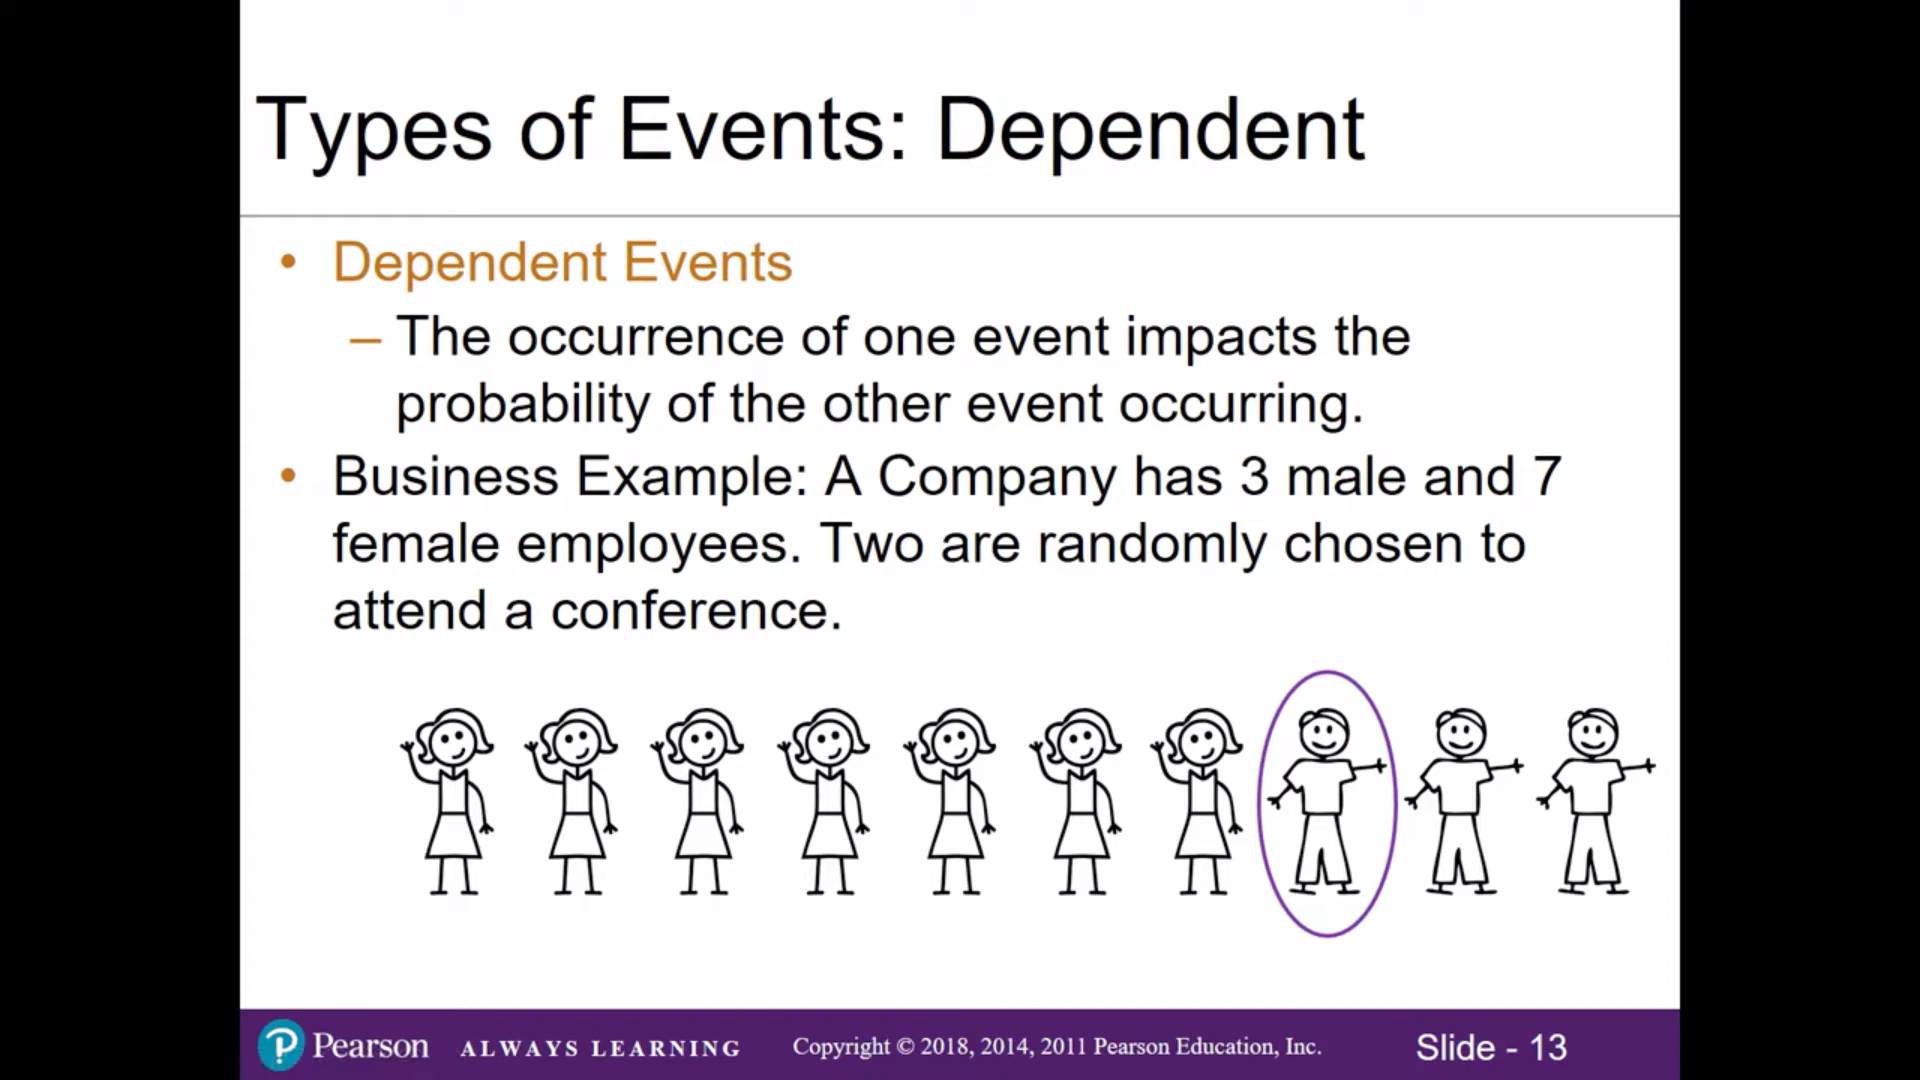 Types of Events: Dependent
• Dependent Events
– The occurrence of one event impacts the
probability of the other event occurring.
• Business Example: A Company has 3 male and 7
female employees. Two are randomly chosen to
attend a conference.
Pearson ALWAYS LEARNING Copyright © 2018, 2014, 2011 Pearson Education, Inc. Slide - 13